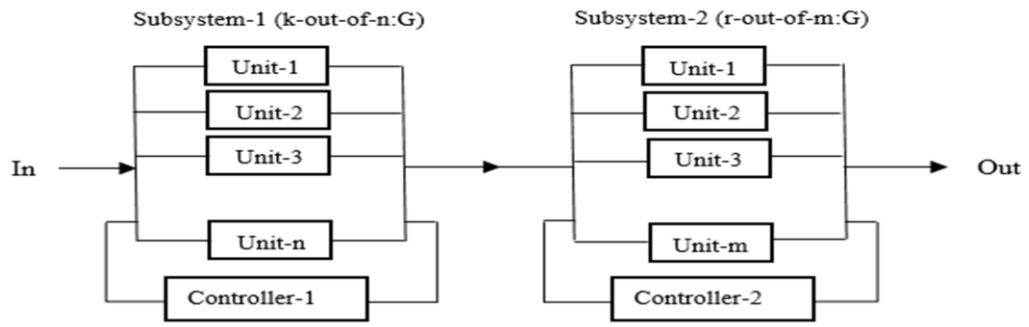 Subsystem-1 (k-out-of-n:G)
Subsystem-2 (r-out-of-m:G)
Unit-1
Unit-1
Unit-2
Unit-2
Unit-3
Unit-3
In
Out
Unit-n
Unit-m
Controller-1
Controller-2